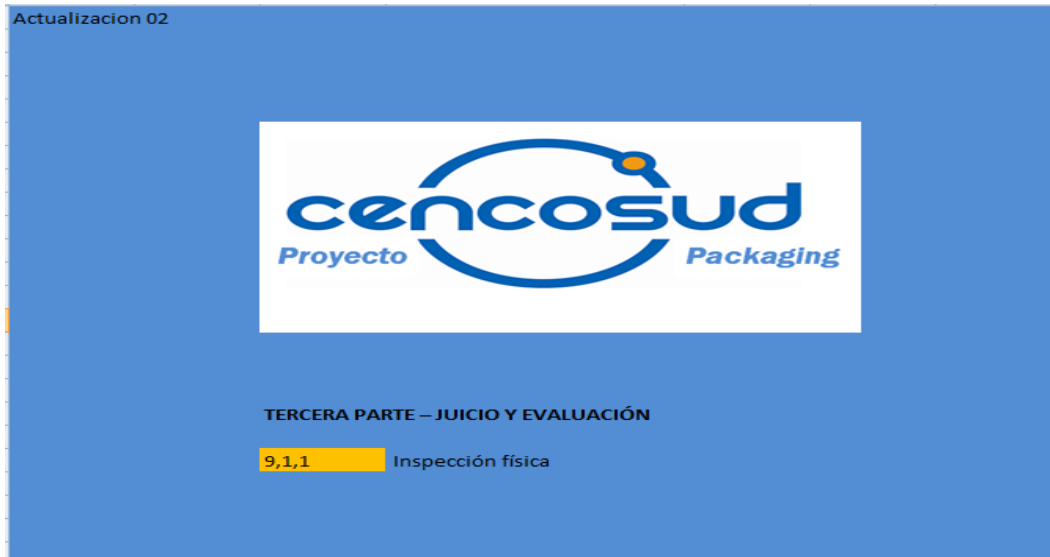 Actualizacion 02
cencosud
Proyecto Packaging
TERCERA PARTE – JUICIO Y EVALUACIÓN
9,1,1 Inspección física